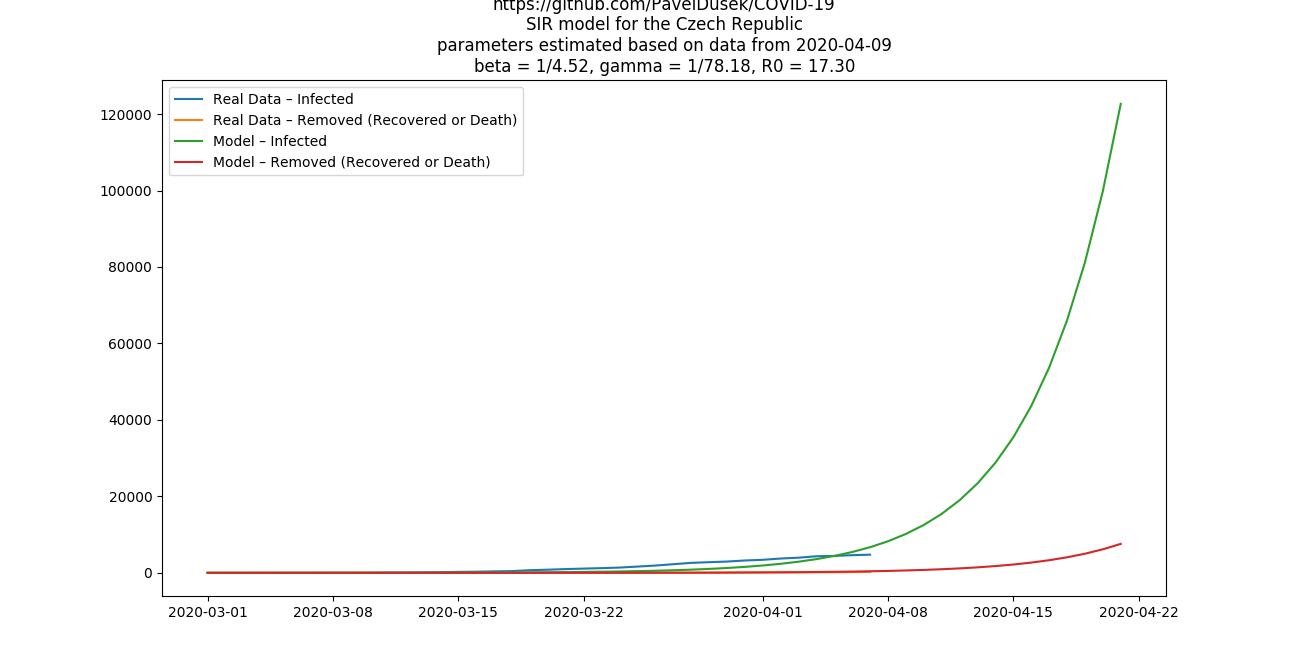 https://github.com/PavelDusek/COVID-19
SIR model for the Czech Republic
parameters estimated based on data from 2020-04-09
beta = 1/4.52, gamma = 1/78.18, R0 = 17.30
Real Data – Infected
Real Data – Removed (Recovered or Death)
Model – Infected
Model – Removed (Recovered or Death)
120000
100000
80000
60000
40000
20000
0
2020-03-01 2020-03-08 2020-03-15 2020-03-22 2020-04-01 2020-04-08 2020-04-15 2020-04-22